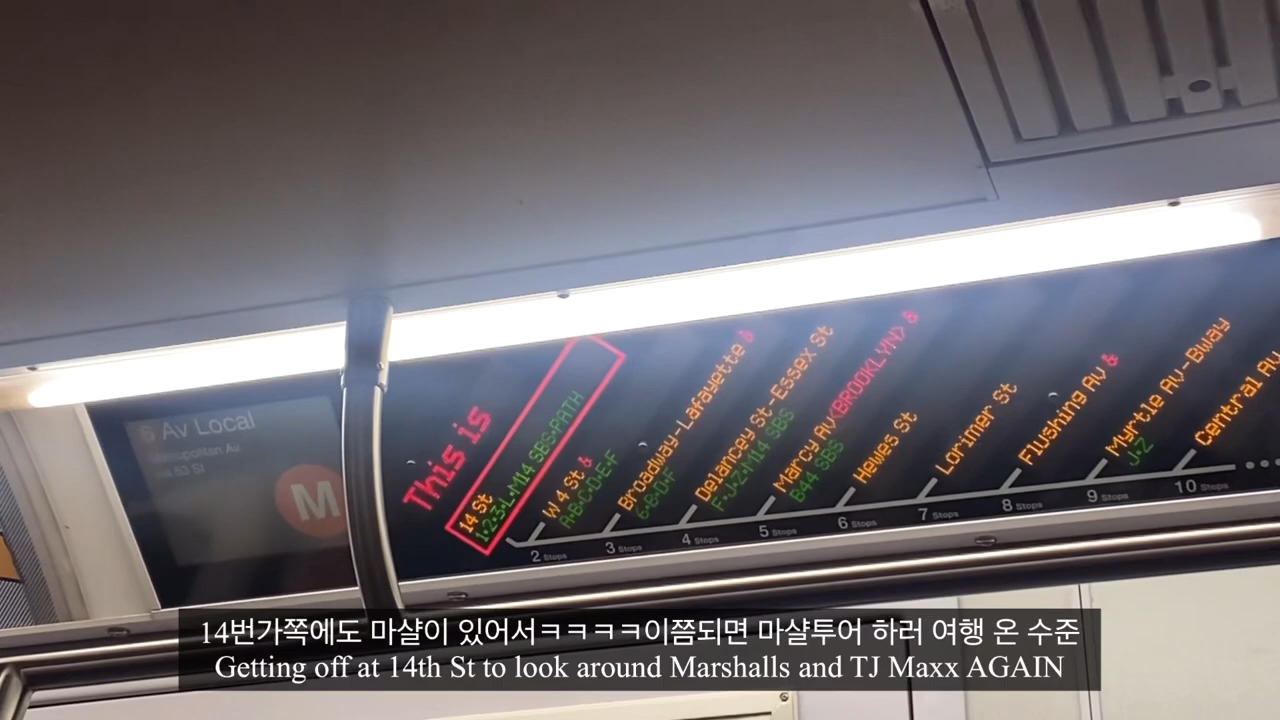 6 Av Local
Metropolitan Av
via 53 St
M
This is
14 St
1•2•3•L•M14 SBS•PATH
W 4 St
A•B•C•D•E•F
Broadway-Lafayette
6•B•D•F
Delancey St-Essex St
F•J•Z•M14 SBS
Marcy Av<BROOKLYN>
B44 SBS
Hewes St
Lorimer St
Flushing Av
Myrtle Av-Bway
J•Z
Central Av
2 Stops
3 Stops
4 Stops
5 Stops
6 Stops
7 Stops
8 Stops
9 Stops
10 Stops
14번가쪽에도 마샬이 있어서ㅋㅋㅋㅋ이쯤되면 마샬투어 하러 여행 온 수준
Getting off at 14th St to look around Marshalls and TJ Maxx AGAIN